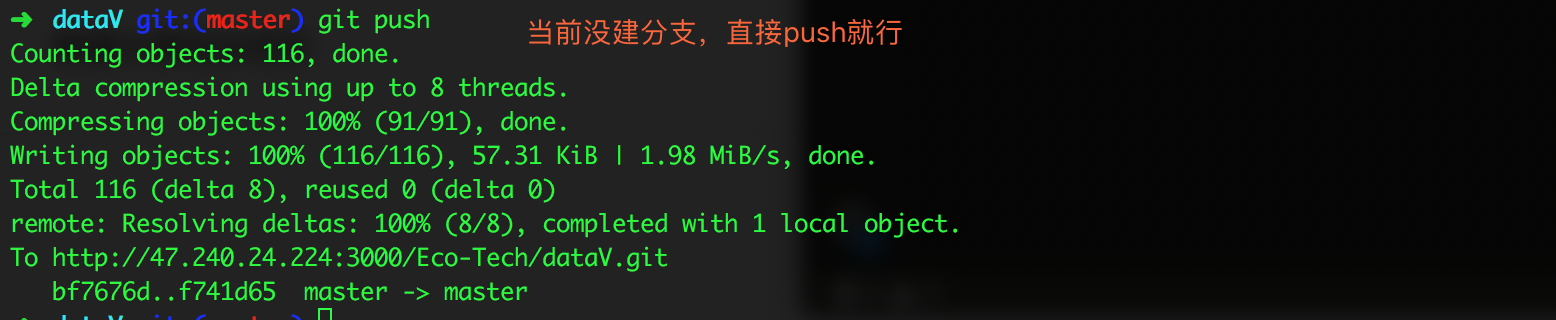 ➜ dataV git:(master) git push
当前没建分支，直接push就行
Counting objects: 116, done.
Delta compression using up to 8 threads.
Compressing objects: 100% (91/91), done.
Writing objects: 100% (116/116), 57.31 KiB | 1.98 MiB/s, done.
Total 116 (delta 8), reused 0 (delta 0)
remote: Resolving deltas: 100% (8/8), completed with 1 local object.
To http://47.240.24.224:3000/Eco-Tech/dataV.git
bf7676d..f741d65 master -> master